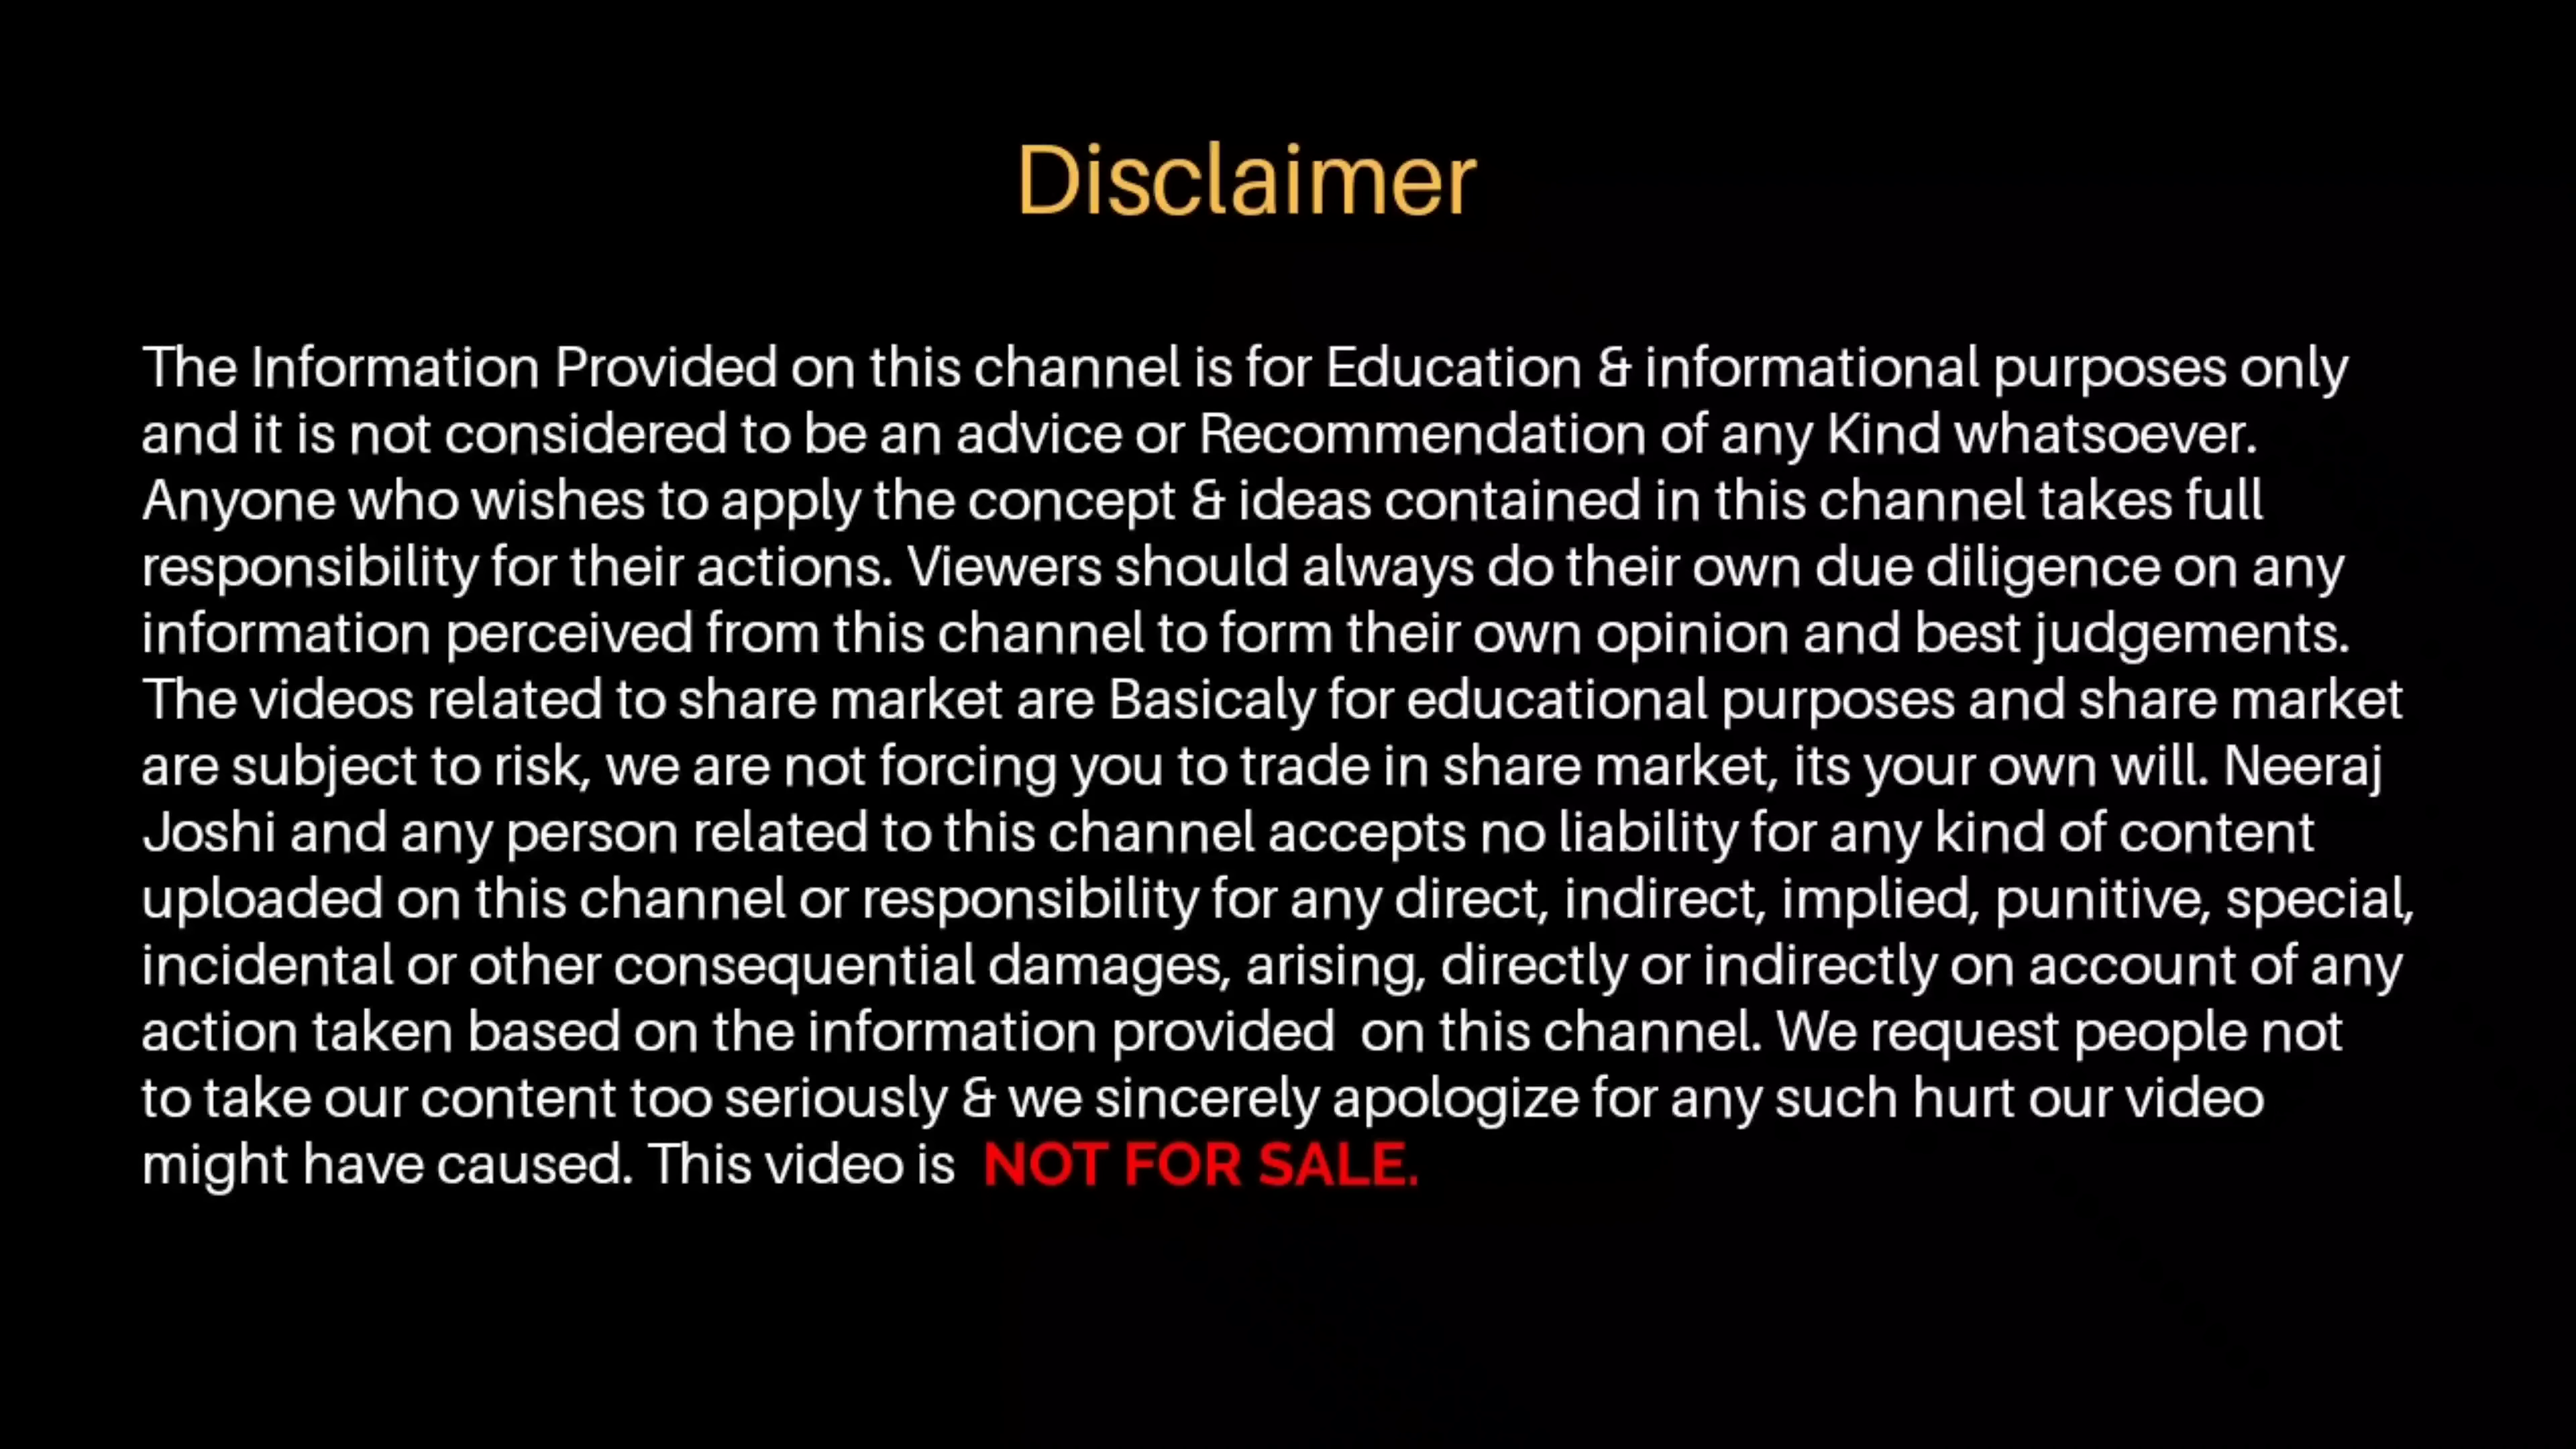 Disclaimer
The Information Provided on this channel is for Education & informational purposes only
and it is not considered to be an advice or Recommendation of any Kind whatsoever.
Anyone who wishes to apply the concept & ideas contained in this channel takes full
responsibility for their actions. Viewers should always do their own due diligence on any
information perceived from this channel to form their own opinion and best judgements.
The videos related to share market are Basicaly for educational purposes and share market
are subject to risk, we are not forcing you to trade in share market, its your own will. Neeraj
Joshi and any person related to this channel accepts no liability for any kind of content
uploaded on this channel or responsibility for any direct, indirect, implied, punitive, special,
incidental or other consequential damages, arising, directly or indirectly on account of any
action taken based on the information provided  on this channel. We request people not
to take our content too seriously & we sincerely apologize for any such hurt our video
might have caused. This video is  NOT FOR SALE.